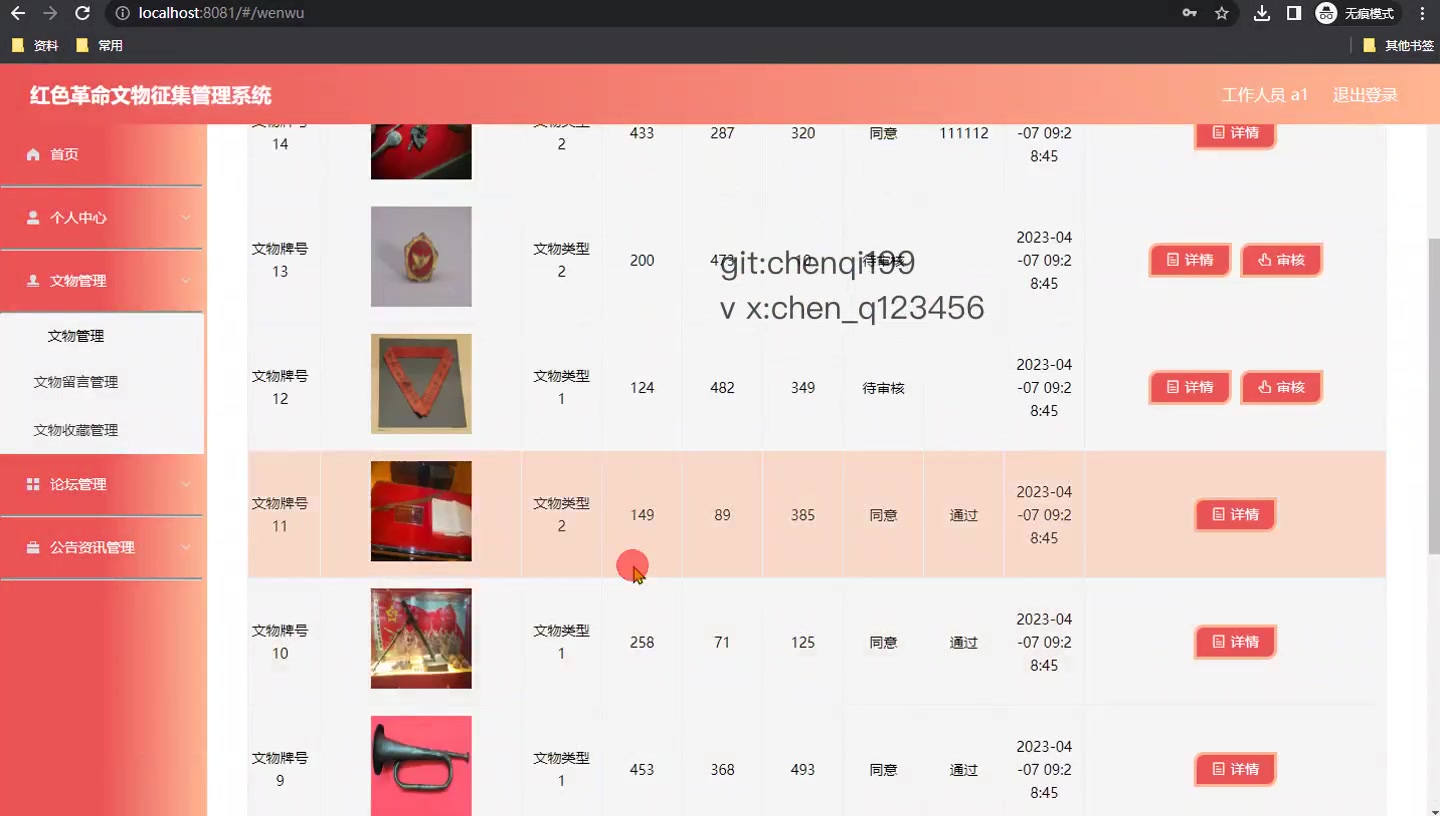 localhost:8081/#/wenwu
无痕模式
资料
常用
其他书签
红色革命文物征集管理系统
工作人员 a1
退出登录
首页
个人中心
文物管理
文物管理
文物留言管理
文物收藏管理
论坛管理
公告资讯管理
14
2
433
287
320
同意
111112
-07 09:2
8:45
详情
文物牌号
13
文物类型
2
200
473
10
待审核
2023-04
-07 09:2
8:45
详情
审核
git:chenqi199
v x:chen_q123456
文物牌号
12
文物类型
1
124
482
349
待审核
2023-04
-07 09:2
8:45
详情
审核
文物牌号
11
文物类型
2
149
89
385
同意
通过
2023-04
-07 09:2
8:45
详情
文物牌号
10
文物类型
1
258
71
125
同意
通过
2023-04
-07 09:2
8:45
详情
文物牌号
9
文物类型
1
453
368
493
同意
通过
2023-04
-07 09:2
8:45
详情